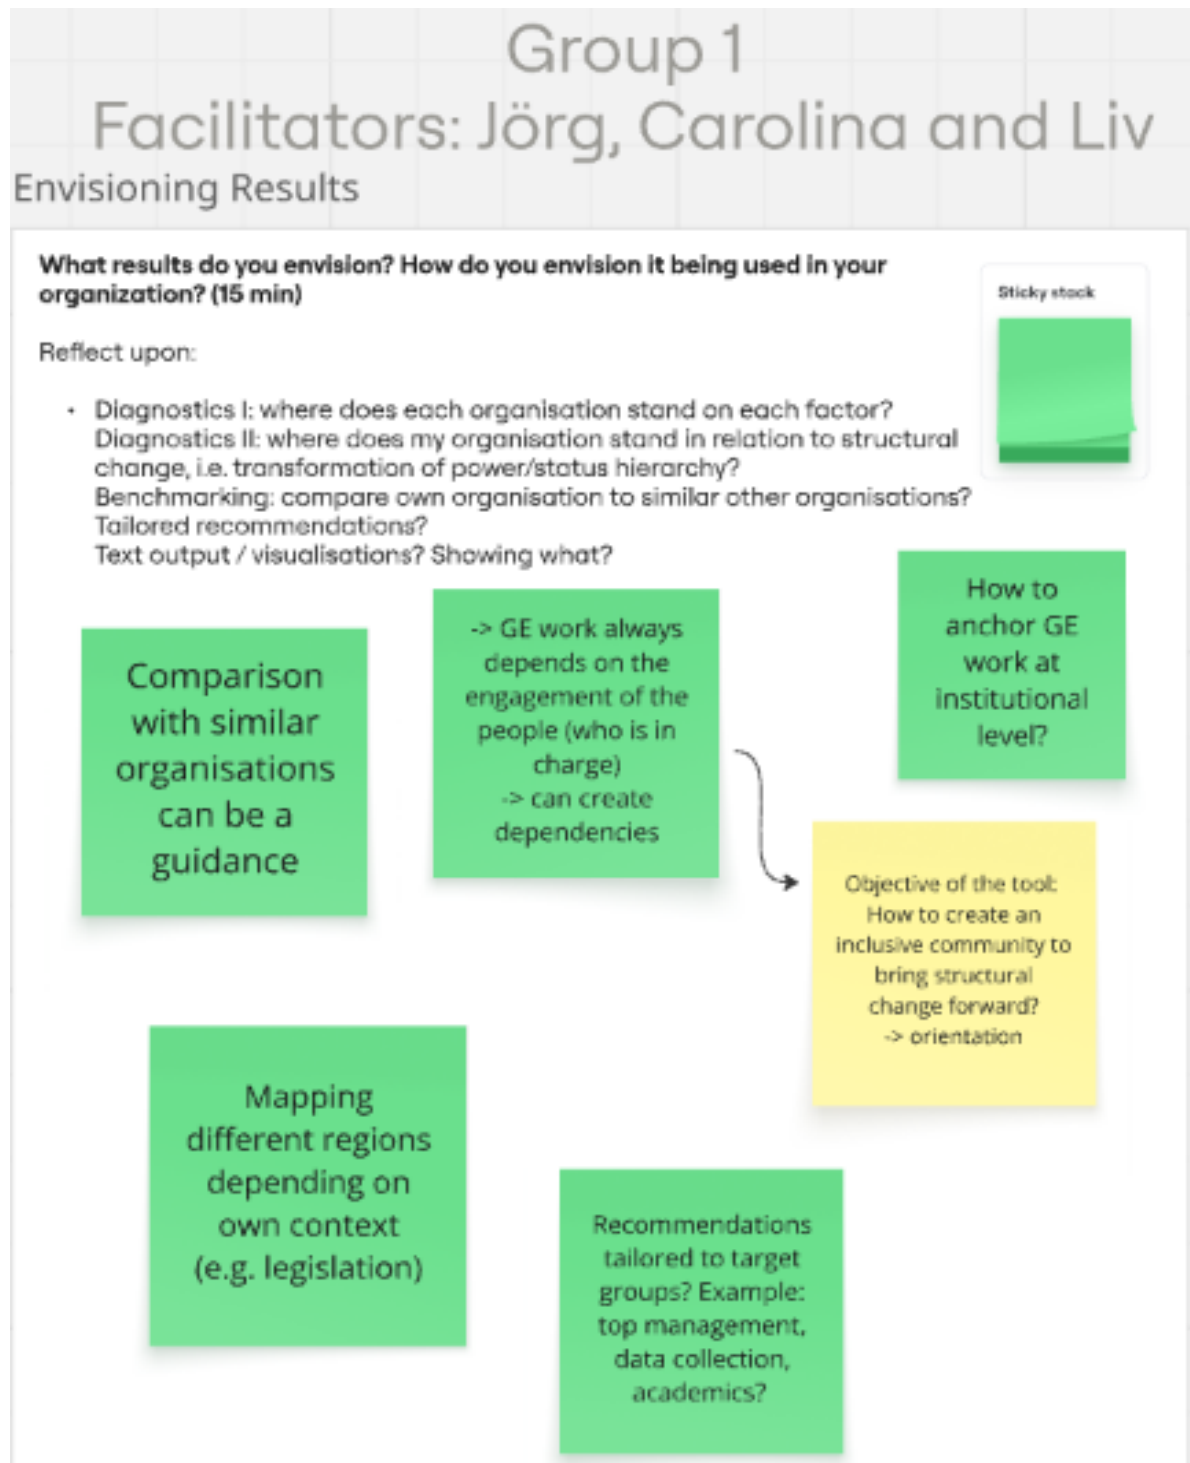 Group 1
Facilitators: Jörg, Carolina and Liv
Envisioning Results
What results do you envision? How do you envision it being used in your
organization? (15 min)
Sticky stack
Reflect upon:
• Diagnostics I: where does each organisation stand on each factor?
Diagnostics II: where does my organisation stand in relation to structural
change, i.e. transformation of power/status hierarchy?
Benchmarking: compare own organisation to similar other organisations?
Tailored recommendations?
Text output / visualisations? Showing what?
Comparison
with similar
organisations
can be a
guidance
-> GE work always
depends on the
engagement of the
people (who is in
charge)
-> can create
dependencies
How to
anchor GE
work at
institutional
level?
Objective of the tool:
How to create an
inclusive community to
bring structural
change forward?
-> orientation
Mapping
different regions
depending on
own context
(e.g. legislation)
Recommendations
tailored to target
groups? Example:
top management,
data collection,
academics?